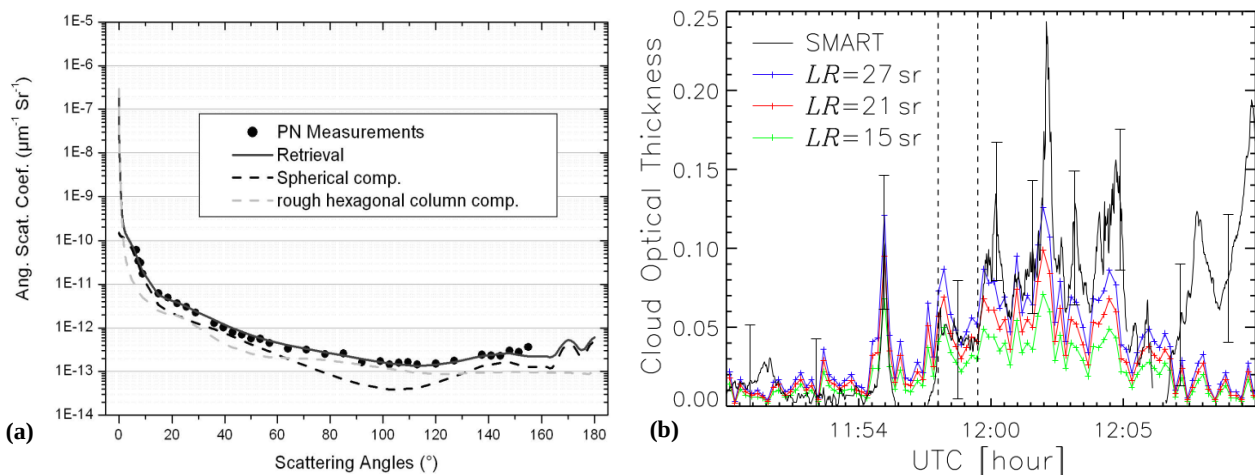 1E-5
1E-6
1E-7
1E-8
1E-9
1E-10
1E-11
1E-12
1E-13
1E-14
Ang. Scat. Coef. (µm⁻¹ Sr⁻¹)
PN Measurements
Retrieval
Spherical comp.
rough hexagonal column comp.
0 20 40 60 80 100 120 140 160 180
Scattering Angles (°)
(a)
0.25
0.20
0.15
0.10
0.05
0.00
Cloud Optical Thickness
SMART
LR=27 sr
LR=21 sr
LR=15 sr
11:54 12:00 12:05
UTC [hour]
(b)